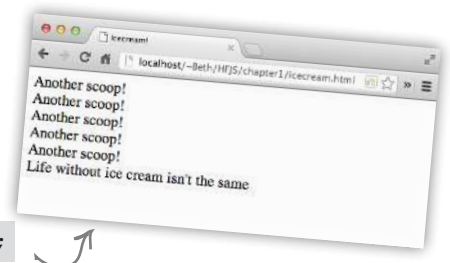 Icecream!
localhost/~Beth/HFJS/chapter1/icecream.html
Another scoop!
Another scoop!
Another scoop!
Another scoop!
Another scoop!
Life without ice cream isn't the same
;